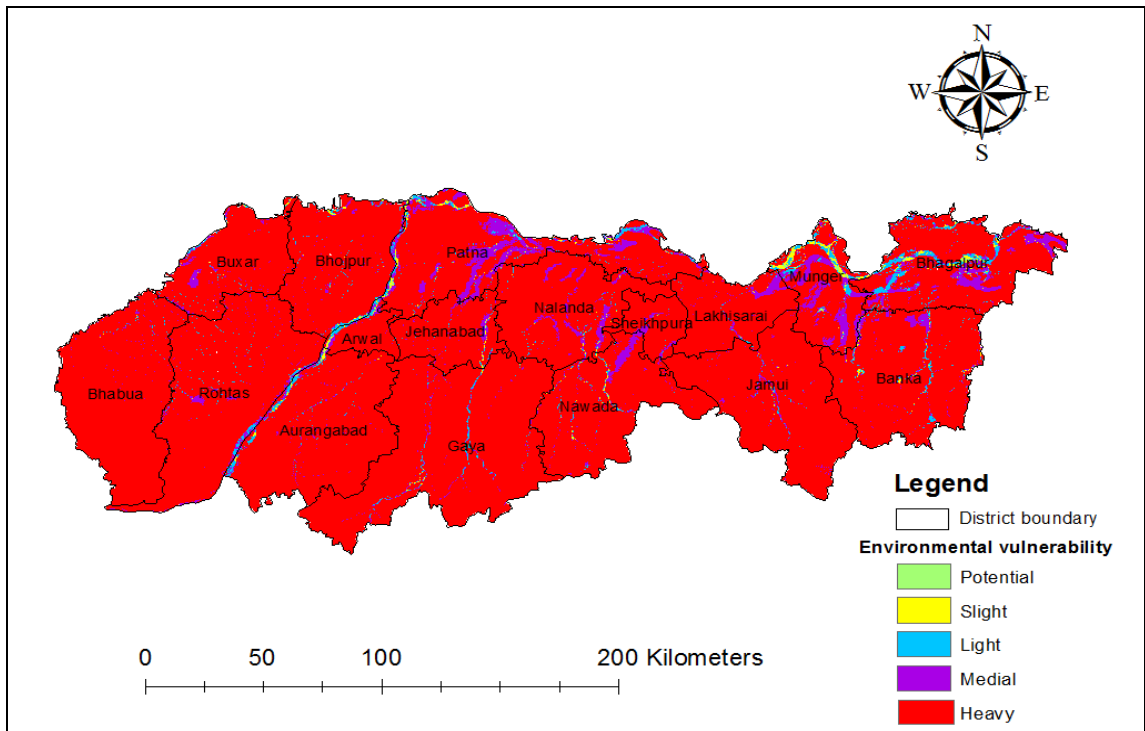 N
W E
S
Buxar
Bhojpur
Patna
Munger
Bhagalpur
Nalanda
Sheikhpura
Lakhisarai
Arwal
Jehanabad
Bhabua
Rohtas
Jamui
Banka
Nawada
Aurangabad
Gaya
Legend
District boundary
Environmental vulnerability
Potential
Slight
Light
Medial
Heavy
0 50 100 200 Kilometers